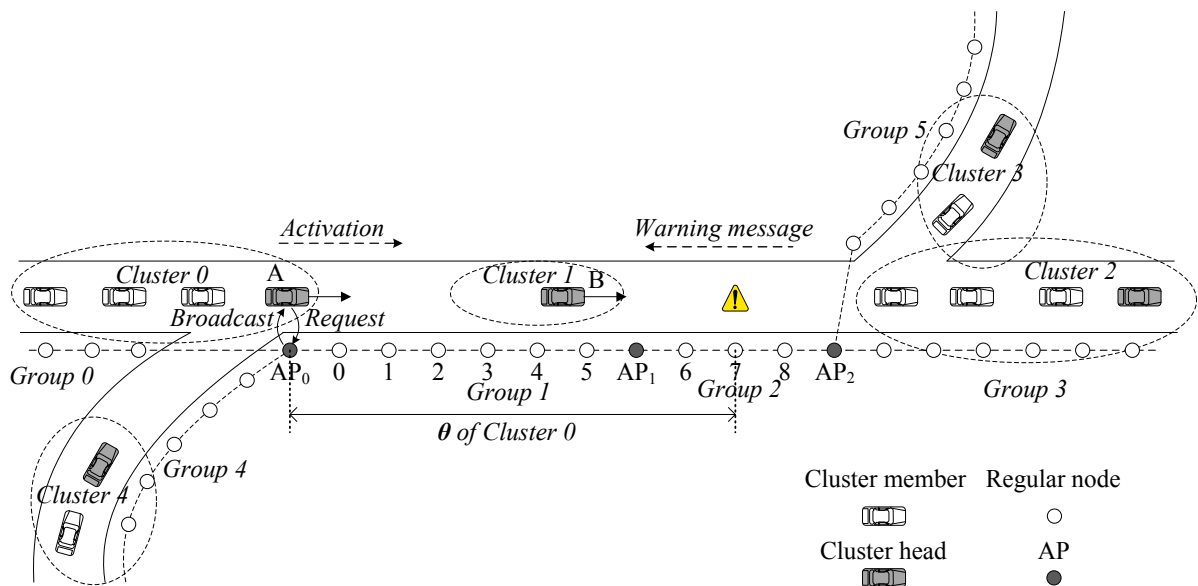 Group 5
Cluster 3
Activation
Warning message
Cluster 0
A
Cluster 1
B
Cluster 2
Broadcast
Request
Group 0
AP0
0
1
2
3
4
5
AP1
6
7
8
AP2
Group 1
Group 2
Group 3
θ of Cluster 0
Group 4
Cluster 4
Cluster member
Regular node
Cluster head
AP